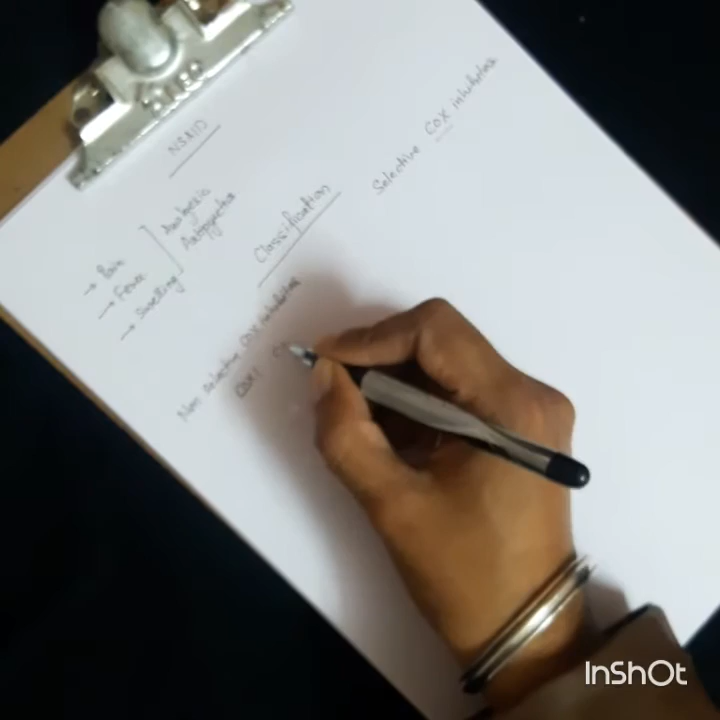 NSAID
→ Pain
→ Fever
→ Swelling
Analgesic
Antipyretic
Classification
Non selective COX inhibitors
COX1
Selective COX inhibitors
InShOt